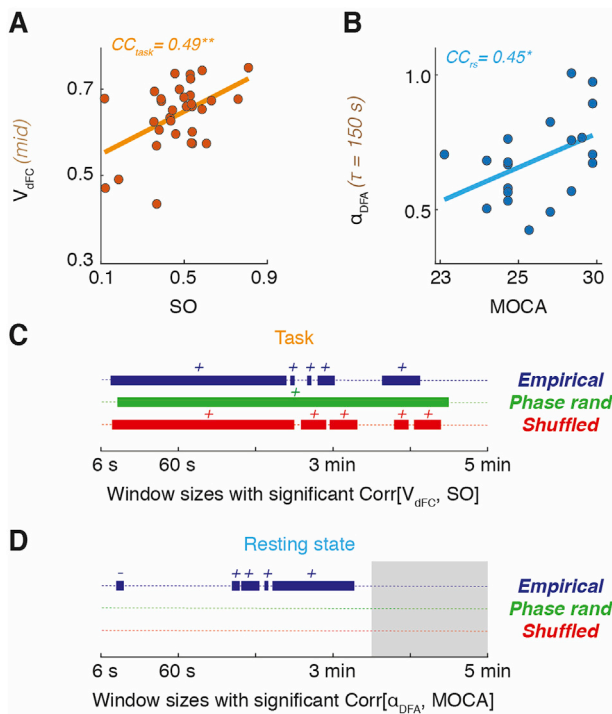 A
CCtask= 0.49**
0.7
0.5
0.3
VdFC (mid)
0.1
0.5
0.9
SO
B
CCrs= 0.45*
1.0
0.5
αDFA (τ = 150 s)
23
25
30
MOCA
C
Task
+ + + + +
Empirical
+
Phase rand
+ + + + +
Shuffled
6 s 60 s 3 min 5 min
Window sizes with significant Corr[VdFC, SO]
D
Resting state
- + + + +
Empirical
Phase rand
Shuffled
6 s 60 s 3 min 5 min
Window sizes with significant Corr[αDFA, MOCA]